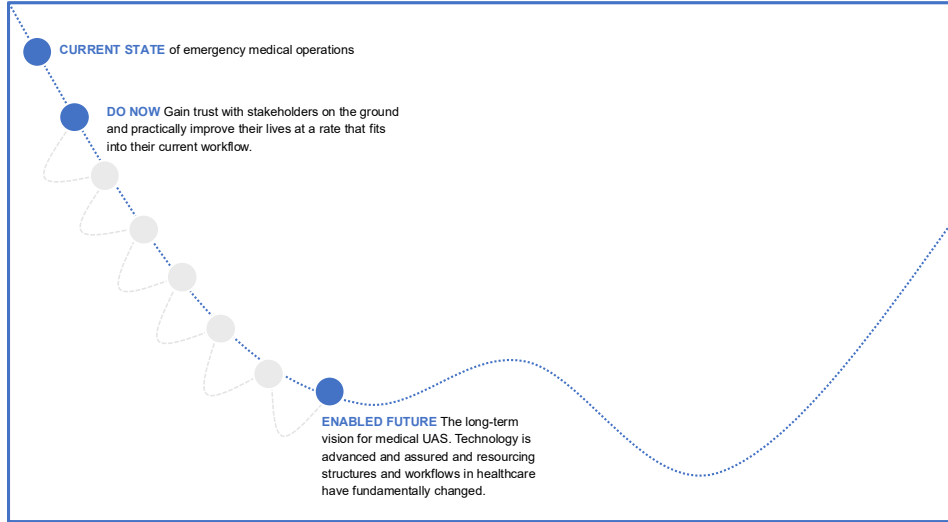 CURRENT STATE of emergency medical operations
DO NOW Gain trust with stakeholders on the ground
and practically improve their lives at a rate that fits
into their current workflow.
ENABLED FUTURE The long-term
vision for medical UAS. Technology is
advanced and assured and resourcing
structures and workflows in healthcare
have fundamentally changed.